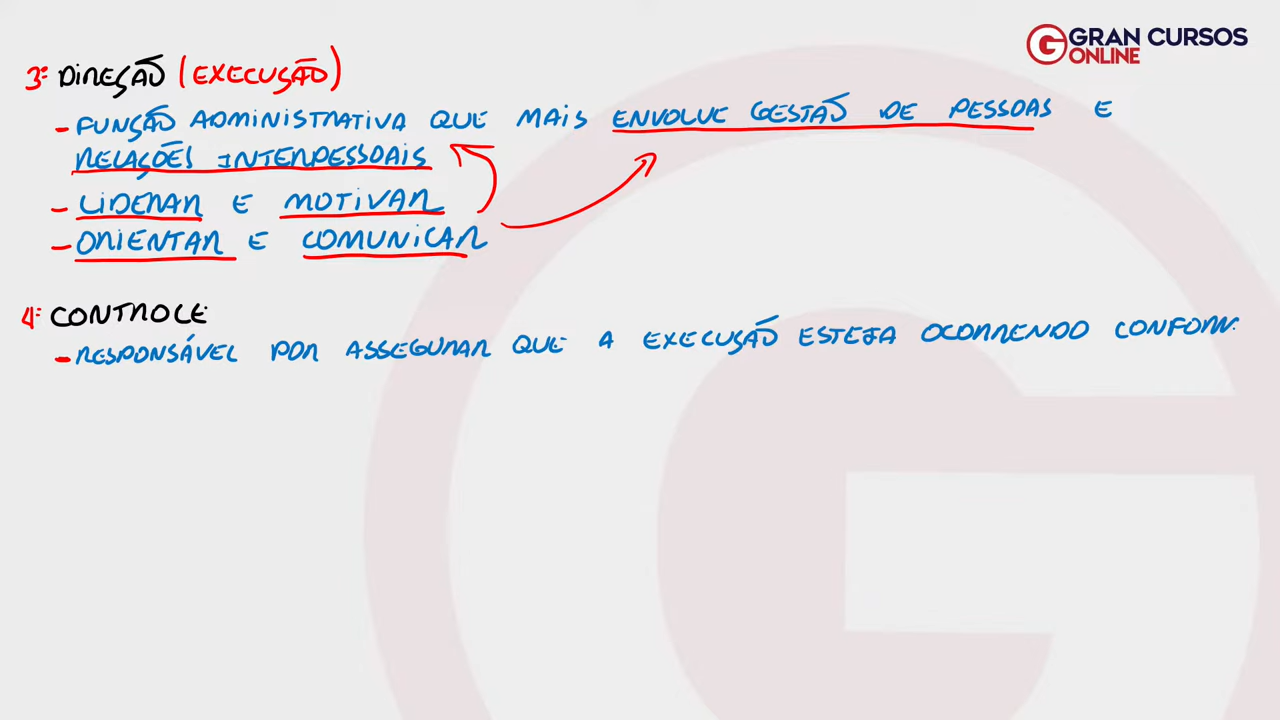 GRAN CURSOS
ONLINE
3º DIREÇÃO (EXECUÇÃO)
- FUNÇÃO ADMINISTRATIVA QUE MAIS ENVOLVE GESTÃO DE PESSOAS E
RELAÇÕES INTERPESSOAIS
- LIDERAR E MOTIVAR
- ORIENTAR E COMUNICAR
4º CONTROLE
- RESPONSÁVEL POR ASSEGURAR QUE A EXECUÇÃO ESTEJA OCORRENDO CONFORM